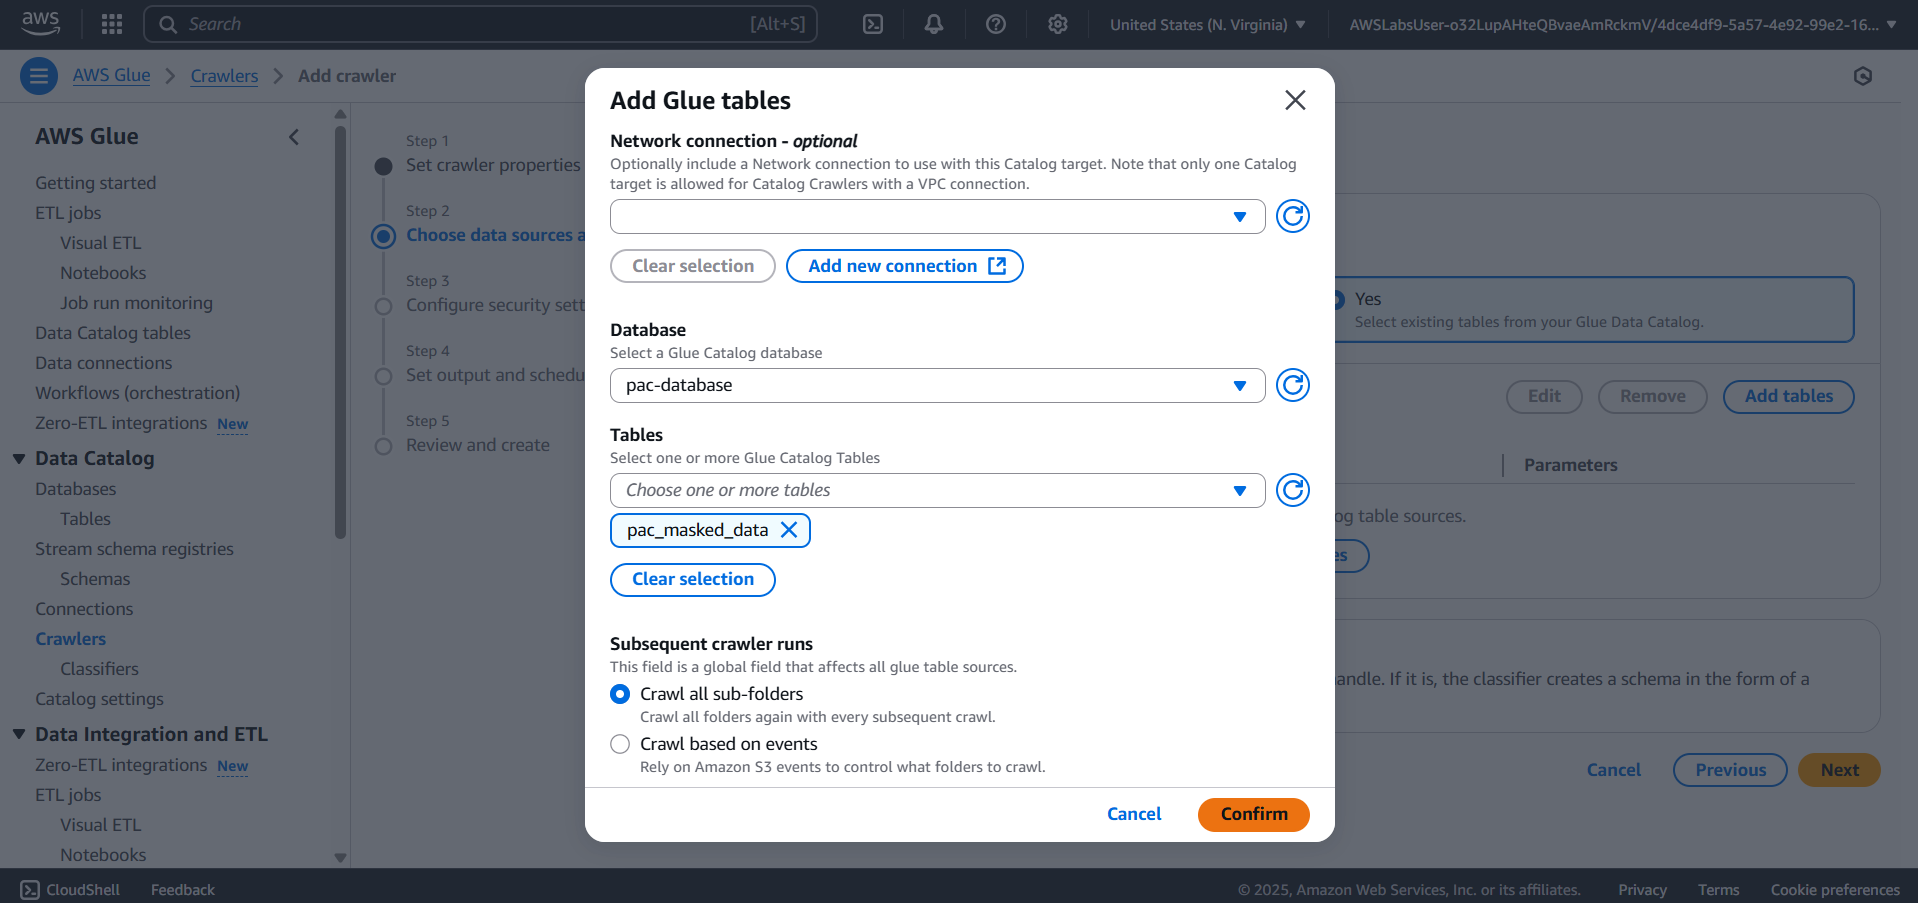 aws
Search
[Alt+S]
United States (N. Virginia)
AWSLabsUser-o32LupAHteQBvaeAmRckmV/4dce4df9-5a57-4e92-99e2-16...
AWS Glue
Crawlers
Add crawler
AWS Glue
Getting started
ETL jobs
Visual ETL
Notebooks
Job run monitoring
Data Catalog tables
Data connections
Workflows (orchestration)
Zero-ETL integrations New
Data Catalog
Databases
Tables
Stream schema registries
Schemas
Connections
Crawlers
Classifiers
Catalog settings
Data Integration and ETL
Zero-ETL integrations New
ETL jobs
Visual ETL
Notebooks
Step 1
Set crawler properties
Step 2
Choose data sources a
Step 3
Configure security sett
Step 4
Set output and schedu
Step 5
Review and create
Add Glue tables
Network connection - optional
Optionally include a Network connection to use with this Catalog target. Note that only one Catalog
target is allowed for Catalog Crawlers with a VPC connection.
Clear selection
Add new connection
Database
Select a Glue Catalog database
pac-database
Tables
Select one or more Glue Catalog Tables
Choose one or more tables
pac_masked_data
Clear selection
Subsequent crawler runs
This field is a global field that affects all glue table sources.
Crawl all sub-folders
Crawl all folders again with every subsequent crawl.
Crawl based on events
Rely on Amazon S3 events to control what folders to crawl.
Cancel
Confirm
Yes
Select existing tables from your Glue Data Catalog.
Edit
Remove
Add tables
Parameters
og table sources.
es
andle. If it is, the classifier creates a schema in the form of a
Cancel
Previous
Next
CloudShell
Feedback
© 2025, Amazon Web Services, Inc. or its affiliates.
Privacy
Terms
Cookie preferences